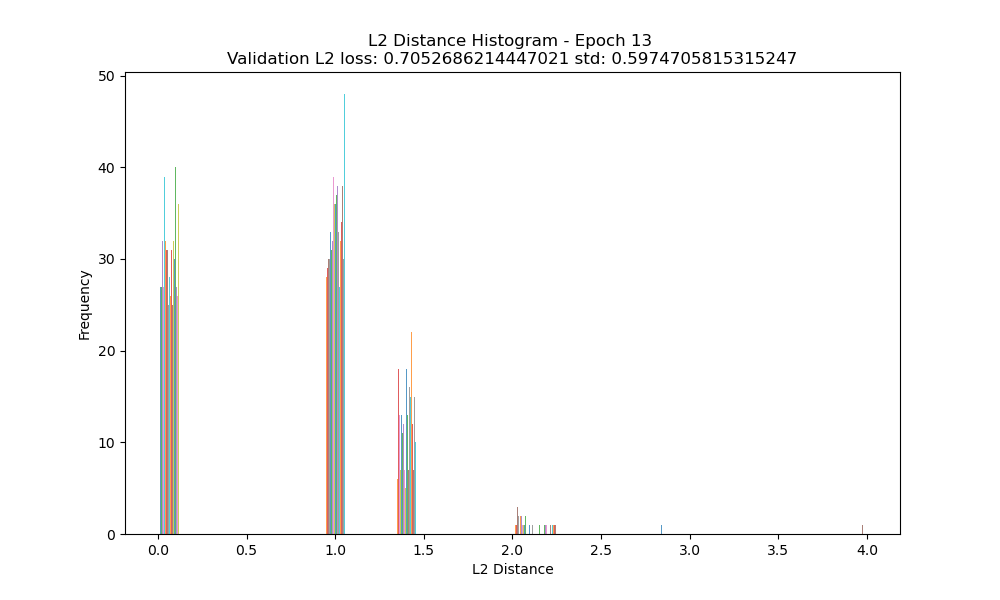 L2 Distance Histogram - Epoch 13
Validation L2 loss: 0.7052686214447021 std: 0.5974705815315247
Frequency
50
40
30
20
10
0
0.0 0.5 1.0 1.5 2.0 2.5 3.0 3.5 4.0
L2 Distance